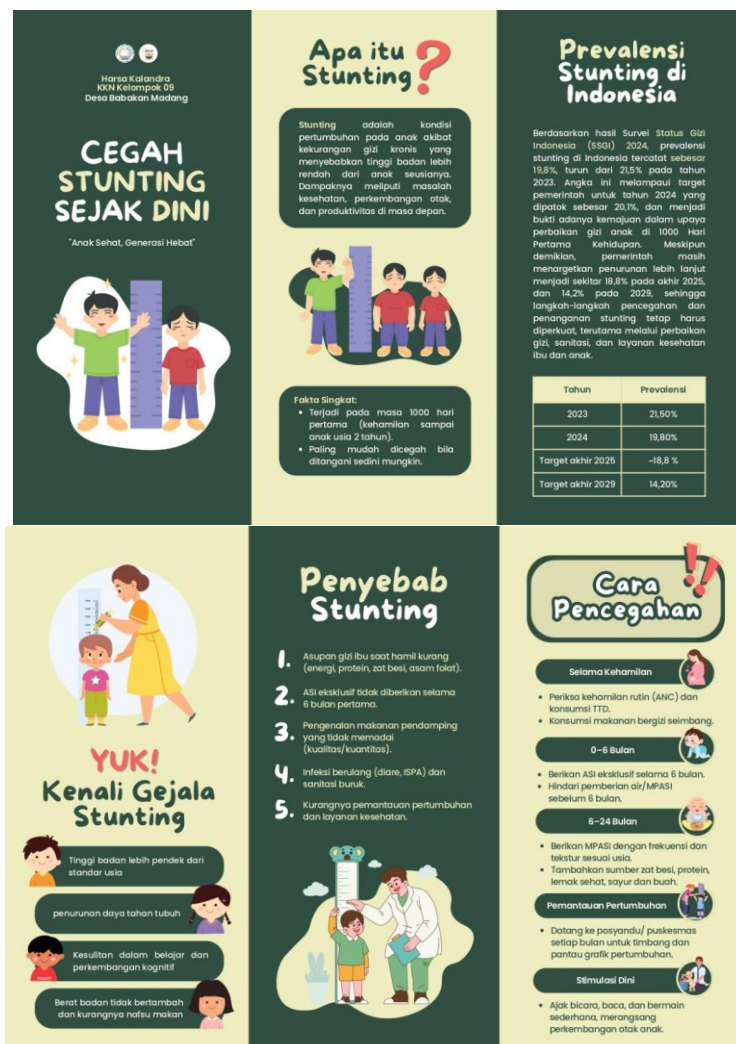 Harsa Kalandra
KKN Kelompok 09
Desa Babakan Madang
CEGAH
STUNTING
SEJAK DINI
"Anak Sehat, Generasi Hebat"
Apa itu
Stunting?
Stunting adalah kondisi
pertumbuhan pada anak akibat
kekurangan gizi kronis yang
menyebabkan tinggi badan lebih
rendah dari anak seusianya.
Dampaknya meliputi masalah
kesehatan, perkembangan otak,
dan produktivitas di masa depan.
Fakta Singkat:
• Terjadi pada masa 1000 hari
pertama (kehamilan sampai
anak usia 2 tahun).
• Paling mudah dicegah bila
ditangani sedini mungkin.
Prevalensi
Stunting di
Indonesia
Berdasarkan hasil Survei Status Gizi
Indonesia (SSGI) 2024, prevalensi
stunting di Indonesia tercatat sebesar
19,8%, turun dari 21,5% pada tahun
2023. Angka ini melampaui target
pemerintah untuk tahun 2024 yang
dipatok sebesar 20,1%, dan menjadi
bukti adanya kemajuan dalam upaya
perbaikan gizi anak di 1000 Hari
Pertama Kehidupan. Meskipun
demikian, pemerintah masih
menargetkan penurunan lebih lanjut
menjadi sekitar 18,8% pada akhir 2025,
dan 14,2% pada 2029, sehingga
langkah-langkah pencegahan dan
penanganan stunting tetap harus
diperkuat, terutama melalui perbaikan
gizi, sanitasi, dan layanan kesehatan
ibu dan anak.
Tahun Prevalensi
2023 21,50%
2024 19,80%
Target akhir 2025 ~18,8 %
Target akhir 2029 14,20%
YUK!
Kenali Gejala
Stunting
Tinggi badan lebih pendek dari
standar usia
penurunan daya tahan tubuh
Kesulitan dalam belajar dan
perkembangan kognitif
Berat badan tidak bertambah
dan kurangnya nafsu makan
Penyebab
Stunting
1. Asupan gizi ibu saat hamil kurang
(energi, protein, zat besi, asam folat).
2. ASI eksklusif tidak diberikan selama
6 bulan pertama.
3. Pengenalan makanan pendamping
yang tidak memadai
(kualitas/kuantitas).
4. Infeksi berulang (diare, ISPA) dan
sanitasi buruk.
5. Kurangnya pemantauan pertumbuhan
dan layanan kesehatan.
Cara
Pencegahan
!!
Selama Kehamilan
• Periksa kehamilan rutin (ANC) dan
konsumsi TTD.
• Konsumsi makanan bergizi seimbang.
0–6 Bulan
• Berikan ASI eksklusif selama 6 bulan.
• Hindari pemberian air/MPASI
sebelum 6 bulan.
6–24 Bulan
• Berikan MPASI dengan frekuensi dan
tekstur sesuai usia.
• Tambahkan sumber zat besi, protein,
lemak sehat, sayur dan buah.
Pemantauan Pertumbuhan
• Datang ke posyandu/ puskesmas
setiap bulan untuk timbang dan
pantau grafik pertumbuhan.
Stimulasi Dini
• Ajak bicara, baca, dan bermain
sederhana, merangsang
perkembangan otak anak.